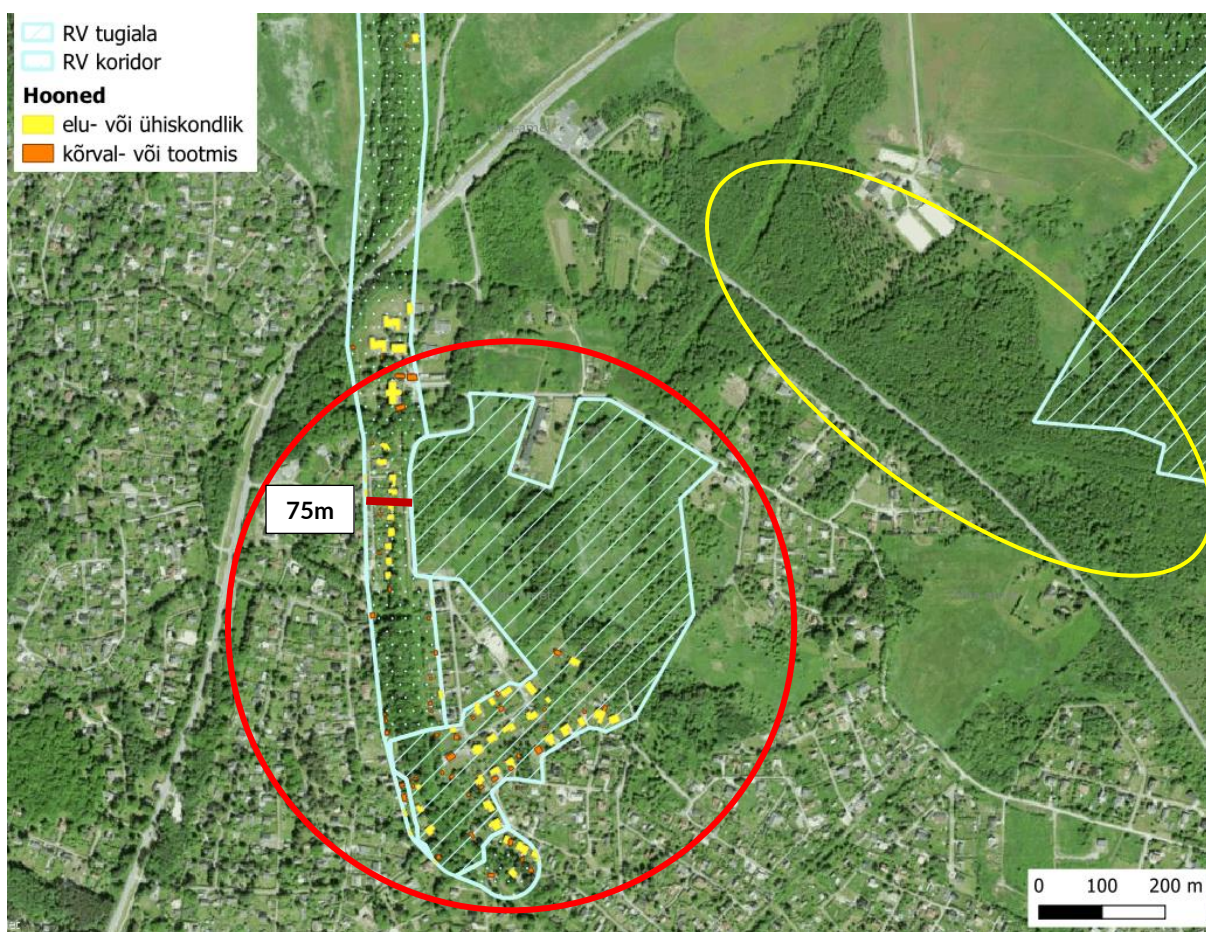 RV tugiala
RV koridor
Hooned
elu- või ühiskondlik
kõrval- või tootmis
75m
0 100 200 m